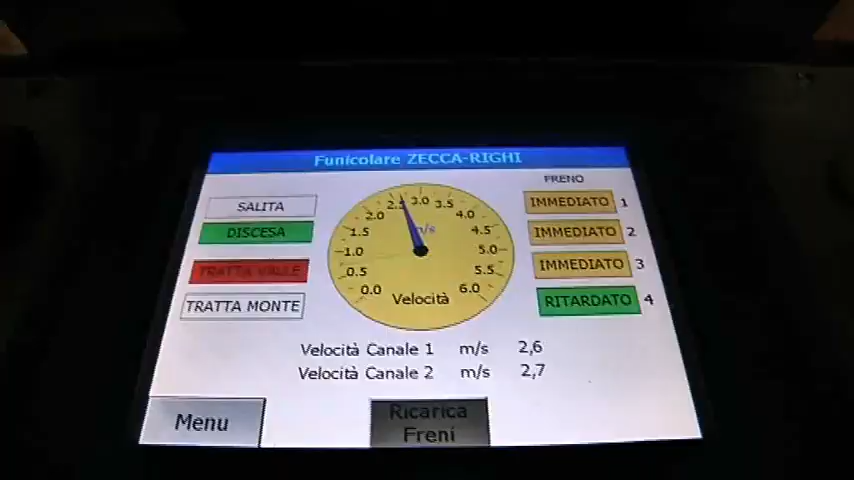 Funicolare ZECCA-RIGHI
FRENO
SALITA
DISCESA
TRATTA VALLE
TRATTA MONTE
0.0
0.5
1.0
1.5
2.0
2.5
3.0
3.5
4.0
4.5
5.0
5.5
6.0
m/s
Velocità
IMMEDIATO 1
IMMEDIATO 2
IMMEDIATO 3
RITARDATO 4
Velocità Canale 1 m/s 2,6
Velocità Canale 2 m/s 2,7
Menu
Ricarica
Freni